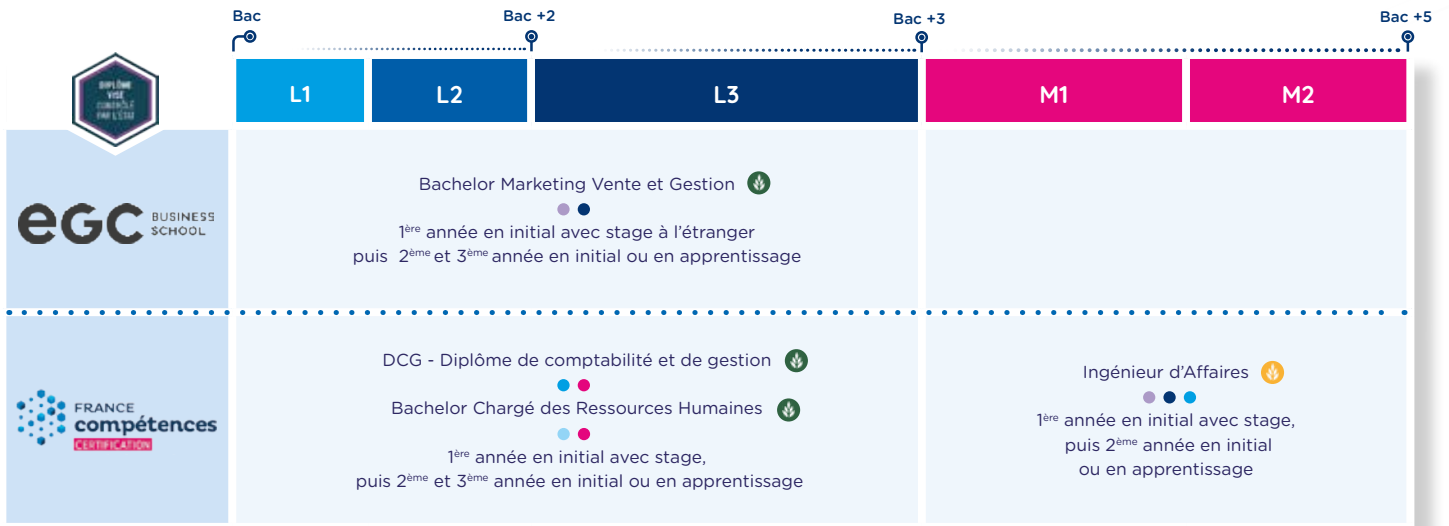 Bac
Bac +2
Bac +3
Bac +5
L1
L2
L3
M1
M2
DIPLÔME
VISÉ
CONTRÔLÉ
PAR L'ÉTAT
eGC BUSINESS SCHOOL
Bachelor Marketing Vente et Gestion
1ère année en initial avec stage à l'étranger
puis 2ème et 3ème année en initial ou en apprentissage
FRANCE
compétences
CERTIFICATION
DCG - Diplôme de comptabilité et de gestion
Bachelor Chargé des Ressources Humaines
1ère année en initial avec stage,
puis 2ème et 3ème année en initial ou en apprentissage
Ingénieur d'Affaires
1ère année en initial avec stage,
puis 2ème année en initial
ou en apprentissage